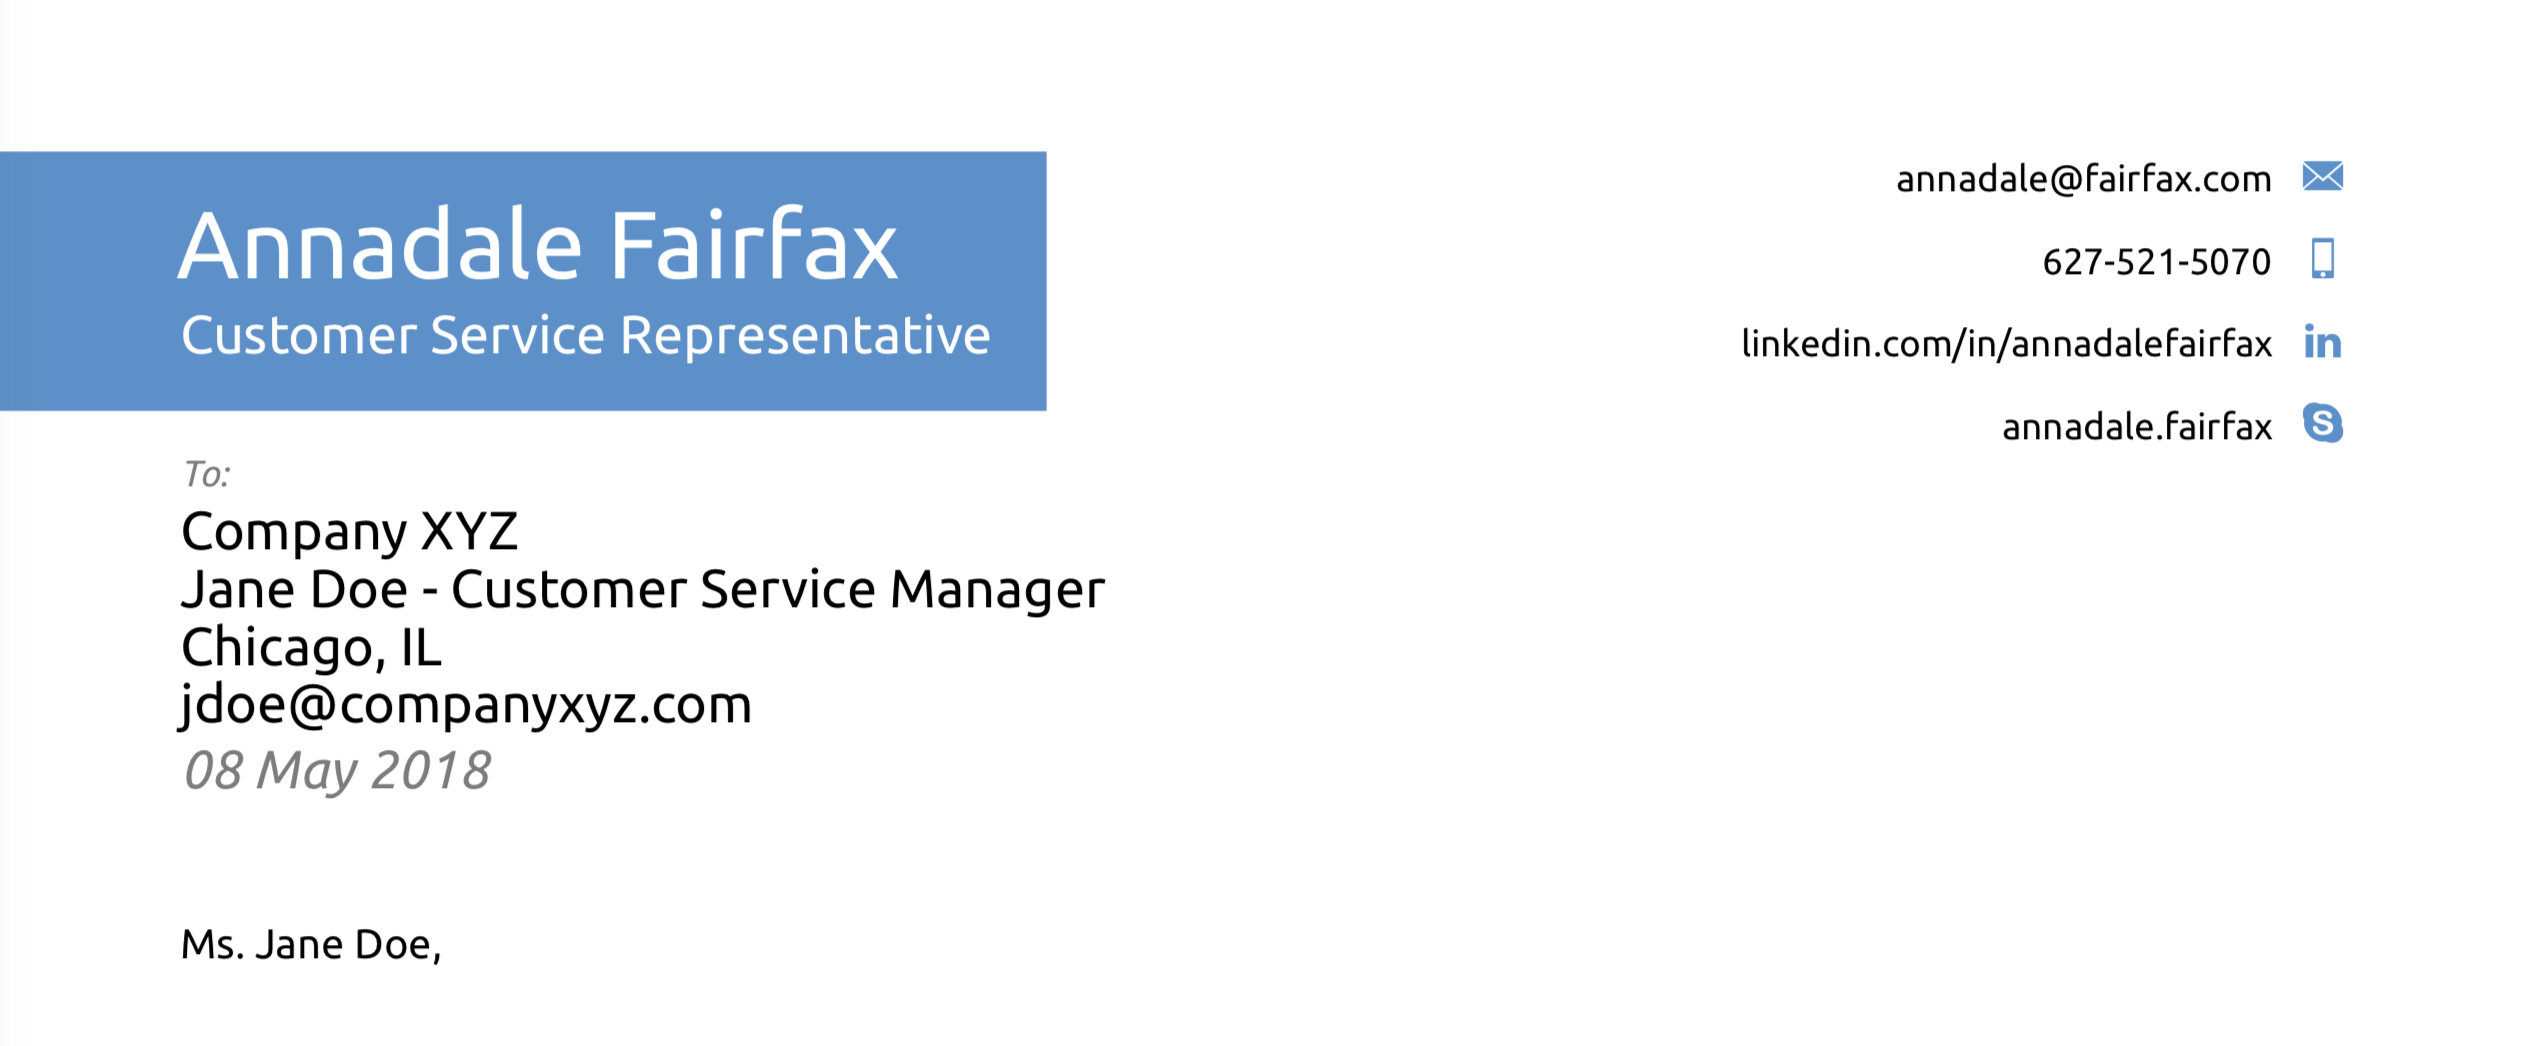 Annadale Fairfax
Customer Service Representative
annadale@fairfax.com
627-521-5070
linkedin.com/in/annadalefairfax in
annadale.fairfax S
To:
Company XYZ
Jane Doe - Customer Service Manager
Chicago, IL
jdoe@companyxyz.com
08 May 2018
Ms. Jane Doe,